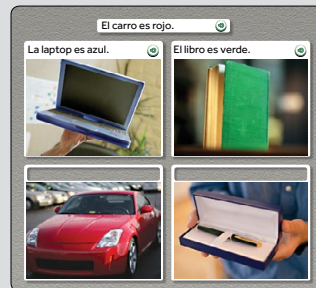 El carro es rojo.
La laptop es azul.
El libro es verde.